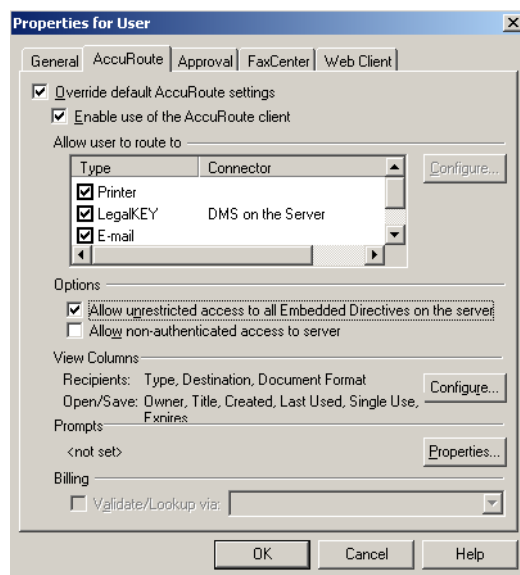 Properties for User
General AccuRoute Approval FaxCenter Web Client
Override default AccuRoute settings
Enable use of the AccuRoute client
Allow user to route to
Type Connector Configure...
Printer
LegalKEY DMS on the Server
E-mail
Options
Allow unrestricted access to all Embedded Directives on the server
Allow non-authenticated access to server
View Columns
Recipients: Type, Destination, Document Format Configure...
Open/Save: Owner, Title, Created, Last Used, Single Use,
Expires
Prompts
<not set> Properties...
Billing
Validate/Lookup via:
OK Cancel Help